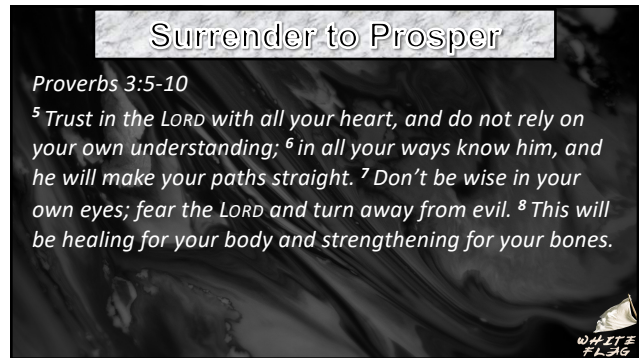 Surrender to Prosper
Proverbs 3:5-10
⁵ Trust in the LORD with all your heart, and do not rely on
your own understanding; ⁶ in all your ways know him, and
he will make your paths straight. ⁷ Don’t be wise in your
own eyes; fear the LORD and turn away from evil. ⁸ This will
be healing for your body and strengthening for your bones.
WHITE
FLAG